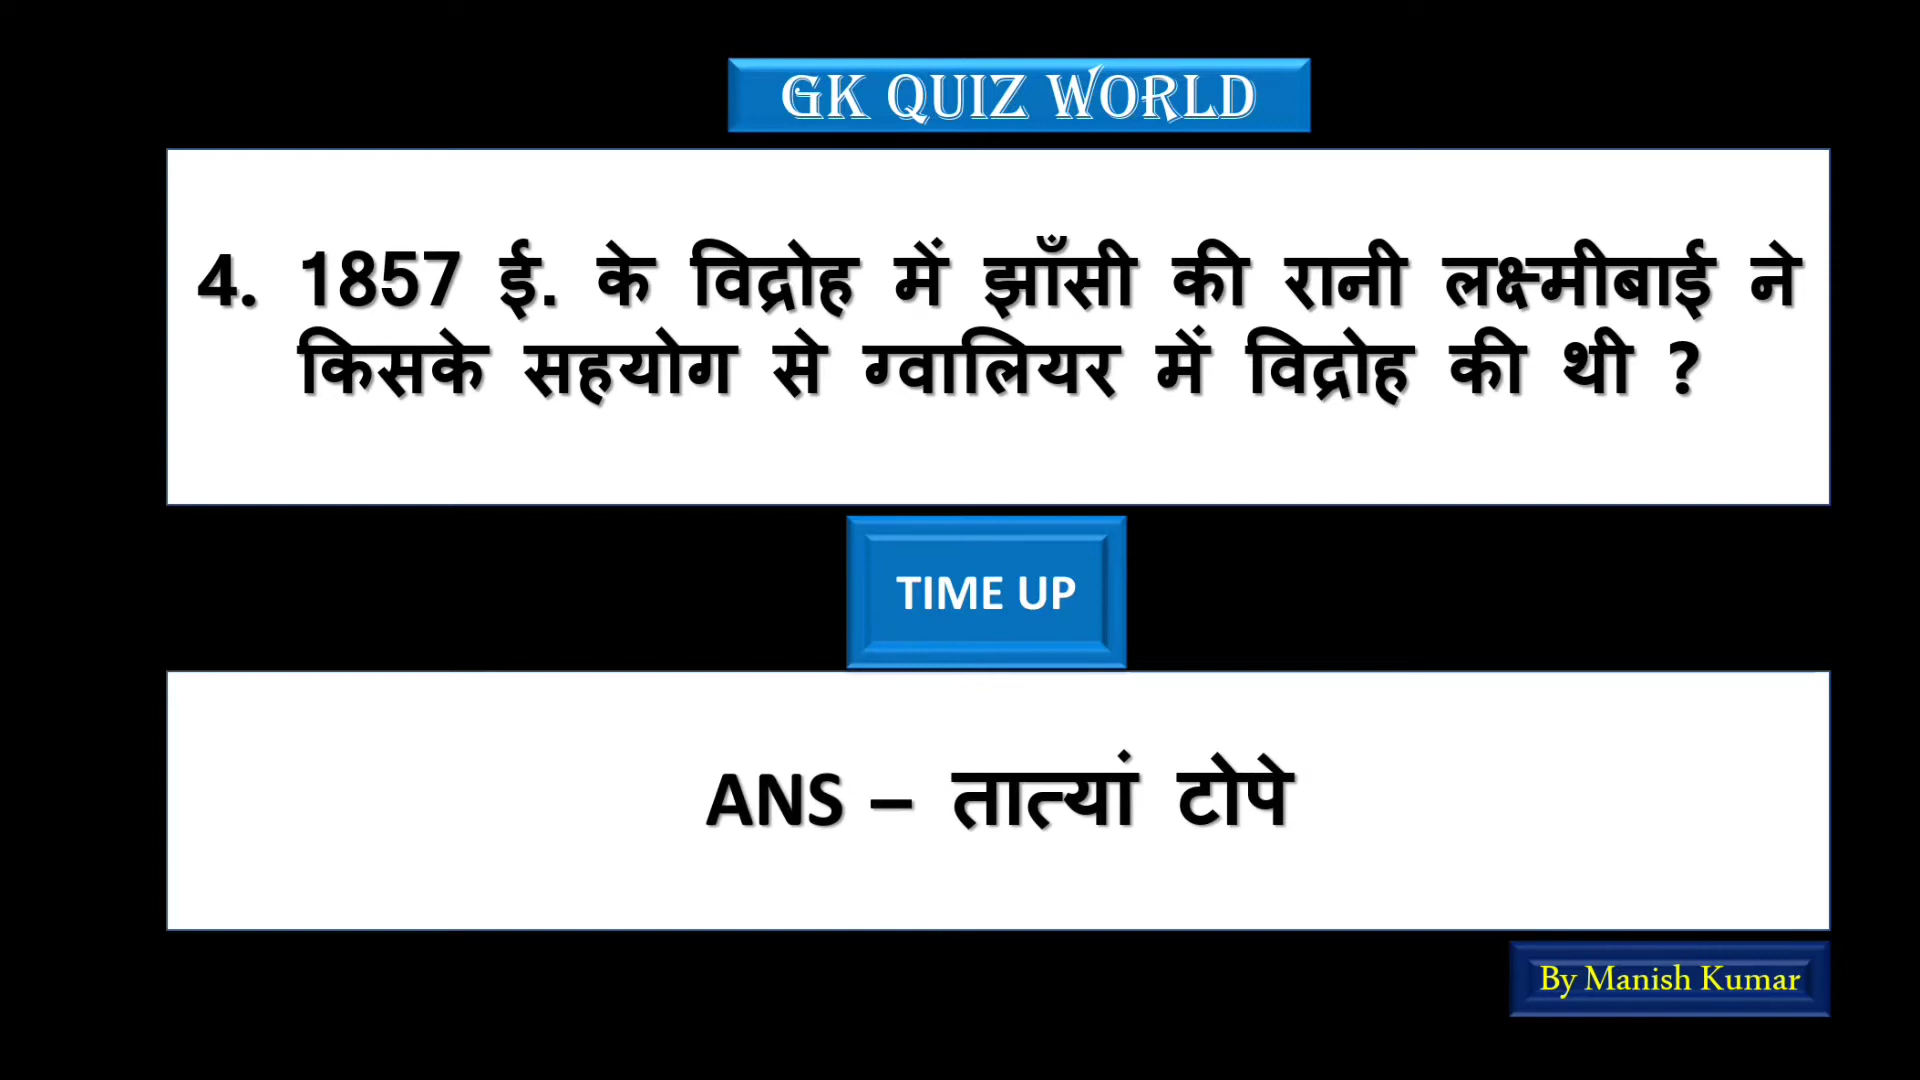 GK QUIZ WORLD
4. 1857 ई. के विद्रोह में झाँसी की रानी लक्ष्मीबाई ने
किसके सहयोग से ग्वालियर में विद्रोह की थी ?
TIME UP
ANS – तात्यां टोपे
By Manish Kumar